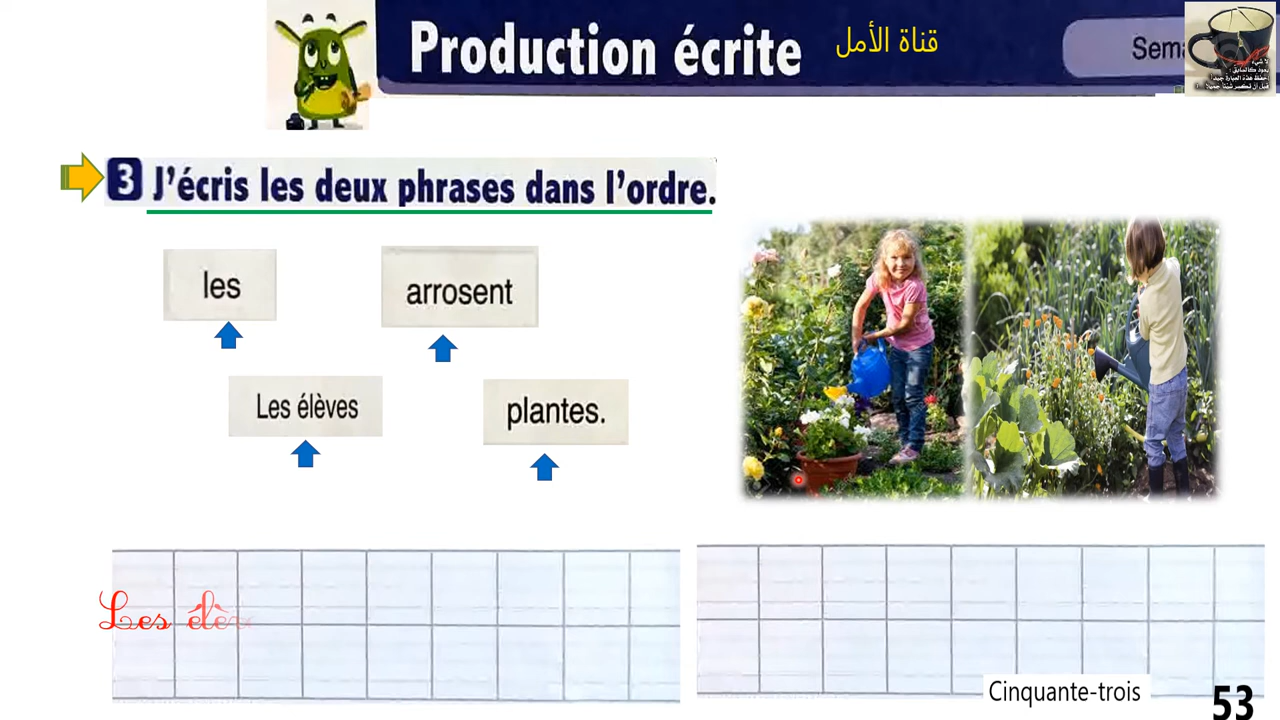 Production écrite
قناة الأمل
3 J'écris les deux phrases dans l'ordre.
les
arrosent
Les élèves
plantes.
Les élè
Cinquante-trois
53